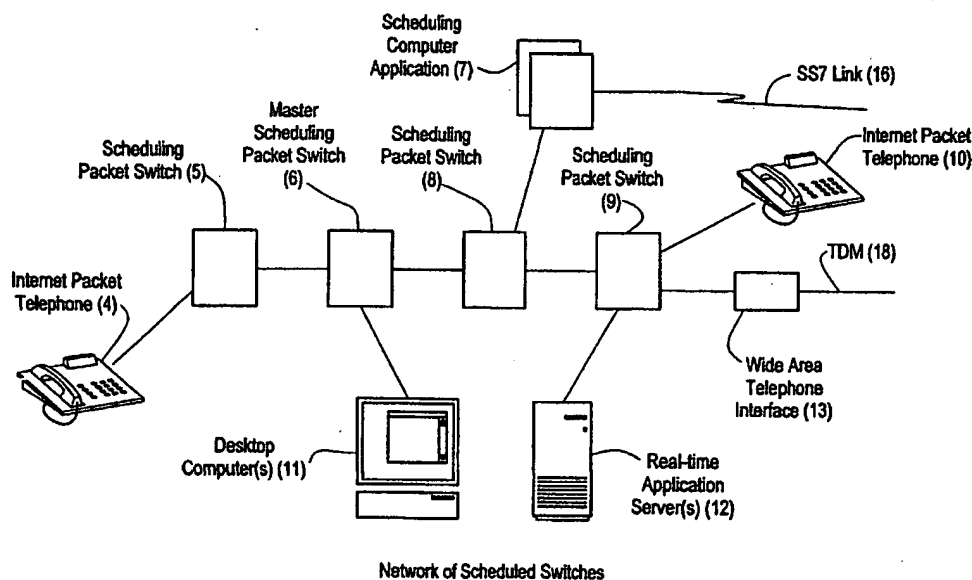 Scheduling
Computer
Application (7)
SS7 Link (16)
Master
Scheduling
Packet Switch
(6)
Scheduling
Packet Switch
(8)
Scheduling
Packet Switch (5)
Scheduling
Packet Switch
(9)
Internet Packet
Telephone
(10)
TDM (18)
Internet Packet
Telephone (4)
Wide Area
Telephone
Interface (13)
Desktop
Computer(s) (11)
Real-time
Application
Server(s) (12)
Network of Scheduled Switches